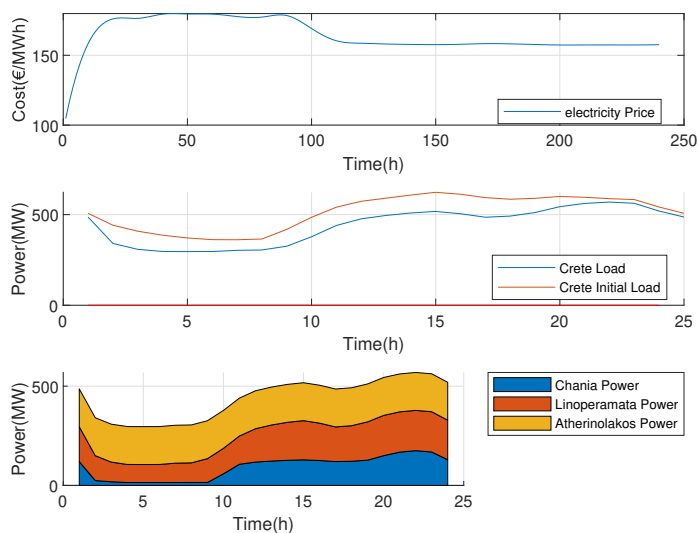 Cost(€/MWh)
150
100
0
50
100
150
200
250
Time(h)
electricity Price
Power(MW)
500
0
0
5
10
15
20
25
Time(h)
Crete Load
Crete Initial Load
Power(MW)
500
0
0
5
10
15
20
25
Time(h)
Chania Power
Linoperamata Power
Atherinolakos Power